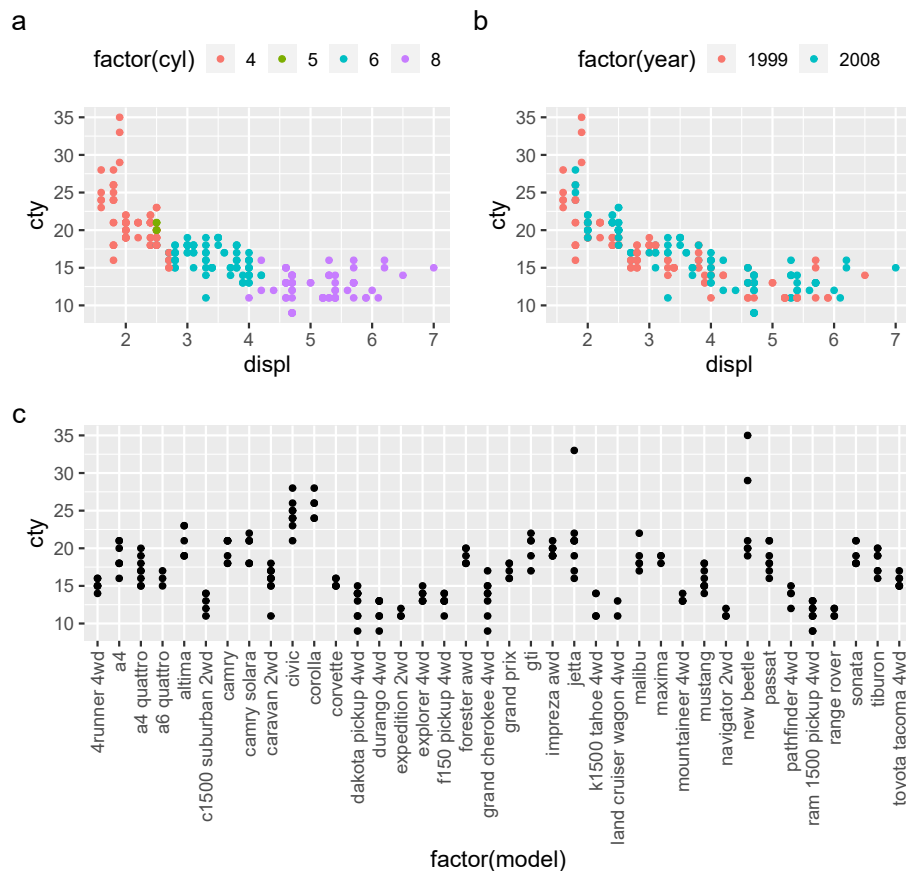 a
factor(cyl) 4 5 6 8
35
30
25
20
15
10
cty
2 3 4 5 6 7
displ
b
factor(year) 1999 2008
35
30
25
20
15
10
cty
2 3 4 5 6 7
displ
c
35
30
25
20
15
10
cty
4runner 4wd
a4
a4 quattro
a6 quattro
altima
c1500 suburban 2wd
camry
camry solara
caravan 2wd
civic
corolla
corvette
dakota pickup 4wd
durango 4wd
expedition 2wd
explorer 4wd
f150 pickup 4wd
forester awd
grand cherokee 4wd
grand prix
gti
impreza awd
jetta
k1500 tahoe 4wd
land cruiser wagon 4wd
malibu
maxima
mountaineer 4wd
mustang
navigator 2wd
new beetle
passat
pathfinder 4wd
ram 1500 pickup 4wd
range rover
sonata
tiburon
toyota tacoma 4wd
factor(model)